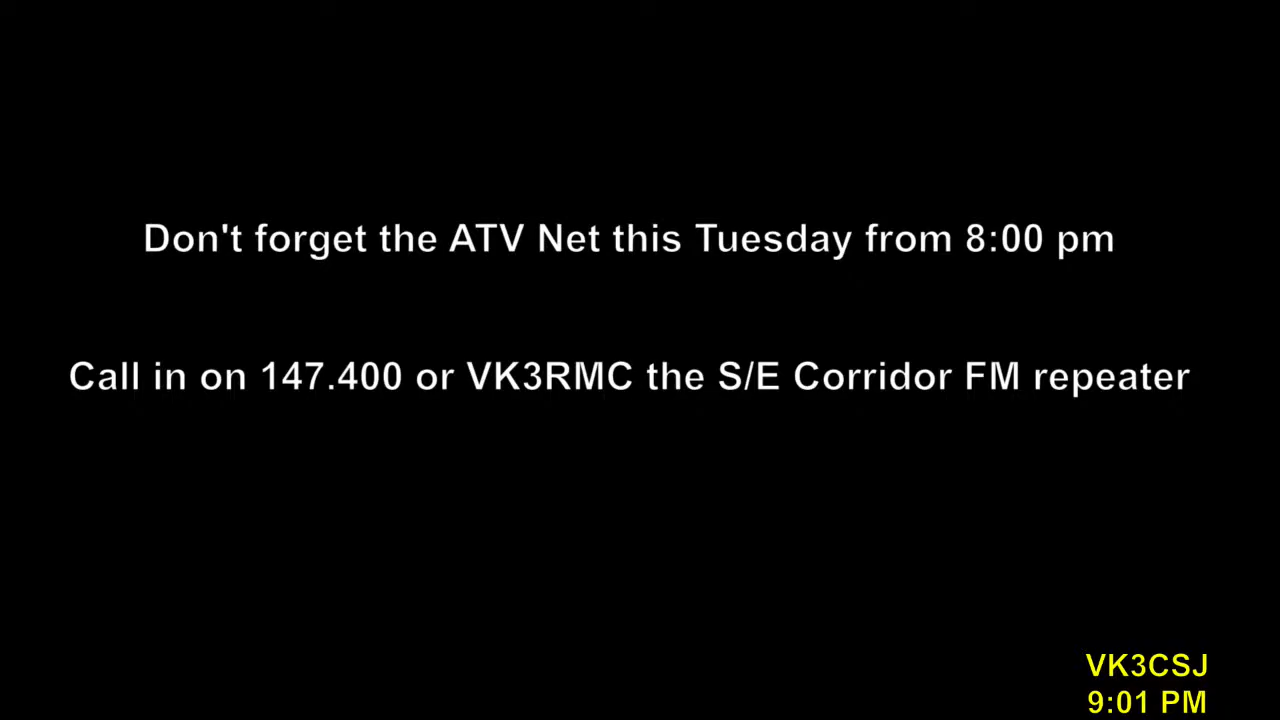 Don't forget the ATV Net this Tuesday from 8:00 pm
Call in on 147.400 or VK3RMC the S/E Corridor FM repeater
VK3CSJ
9:01 PM